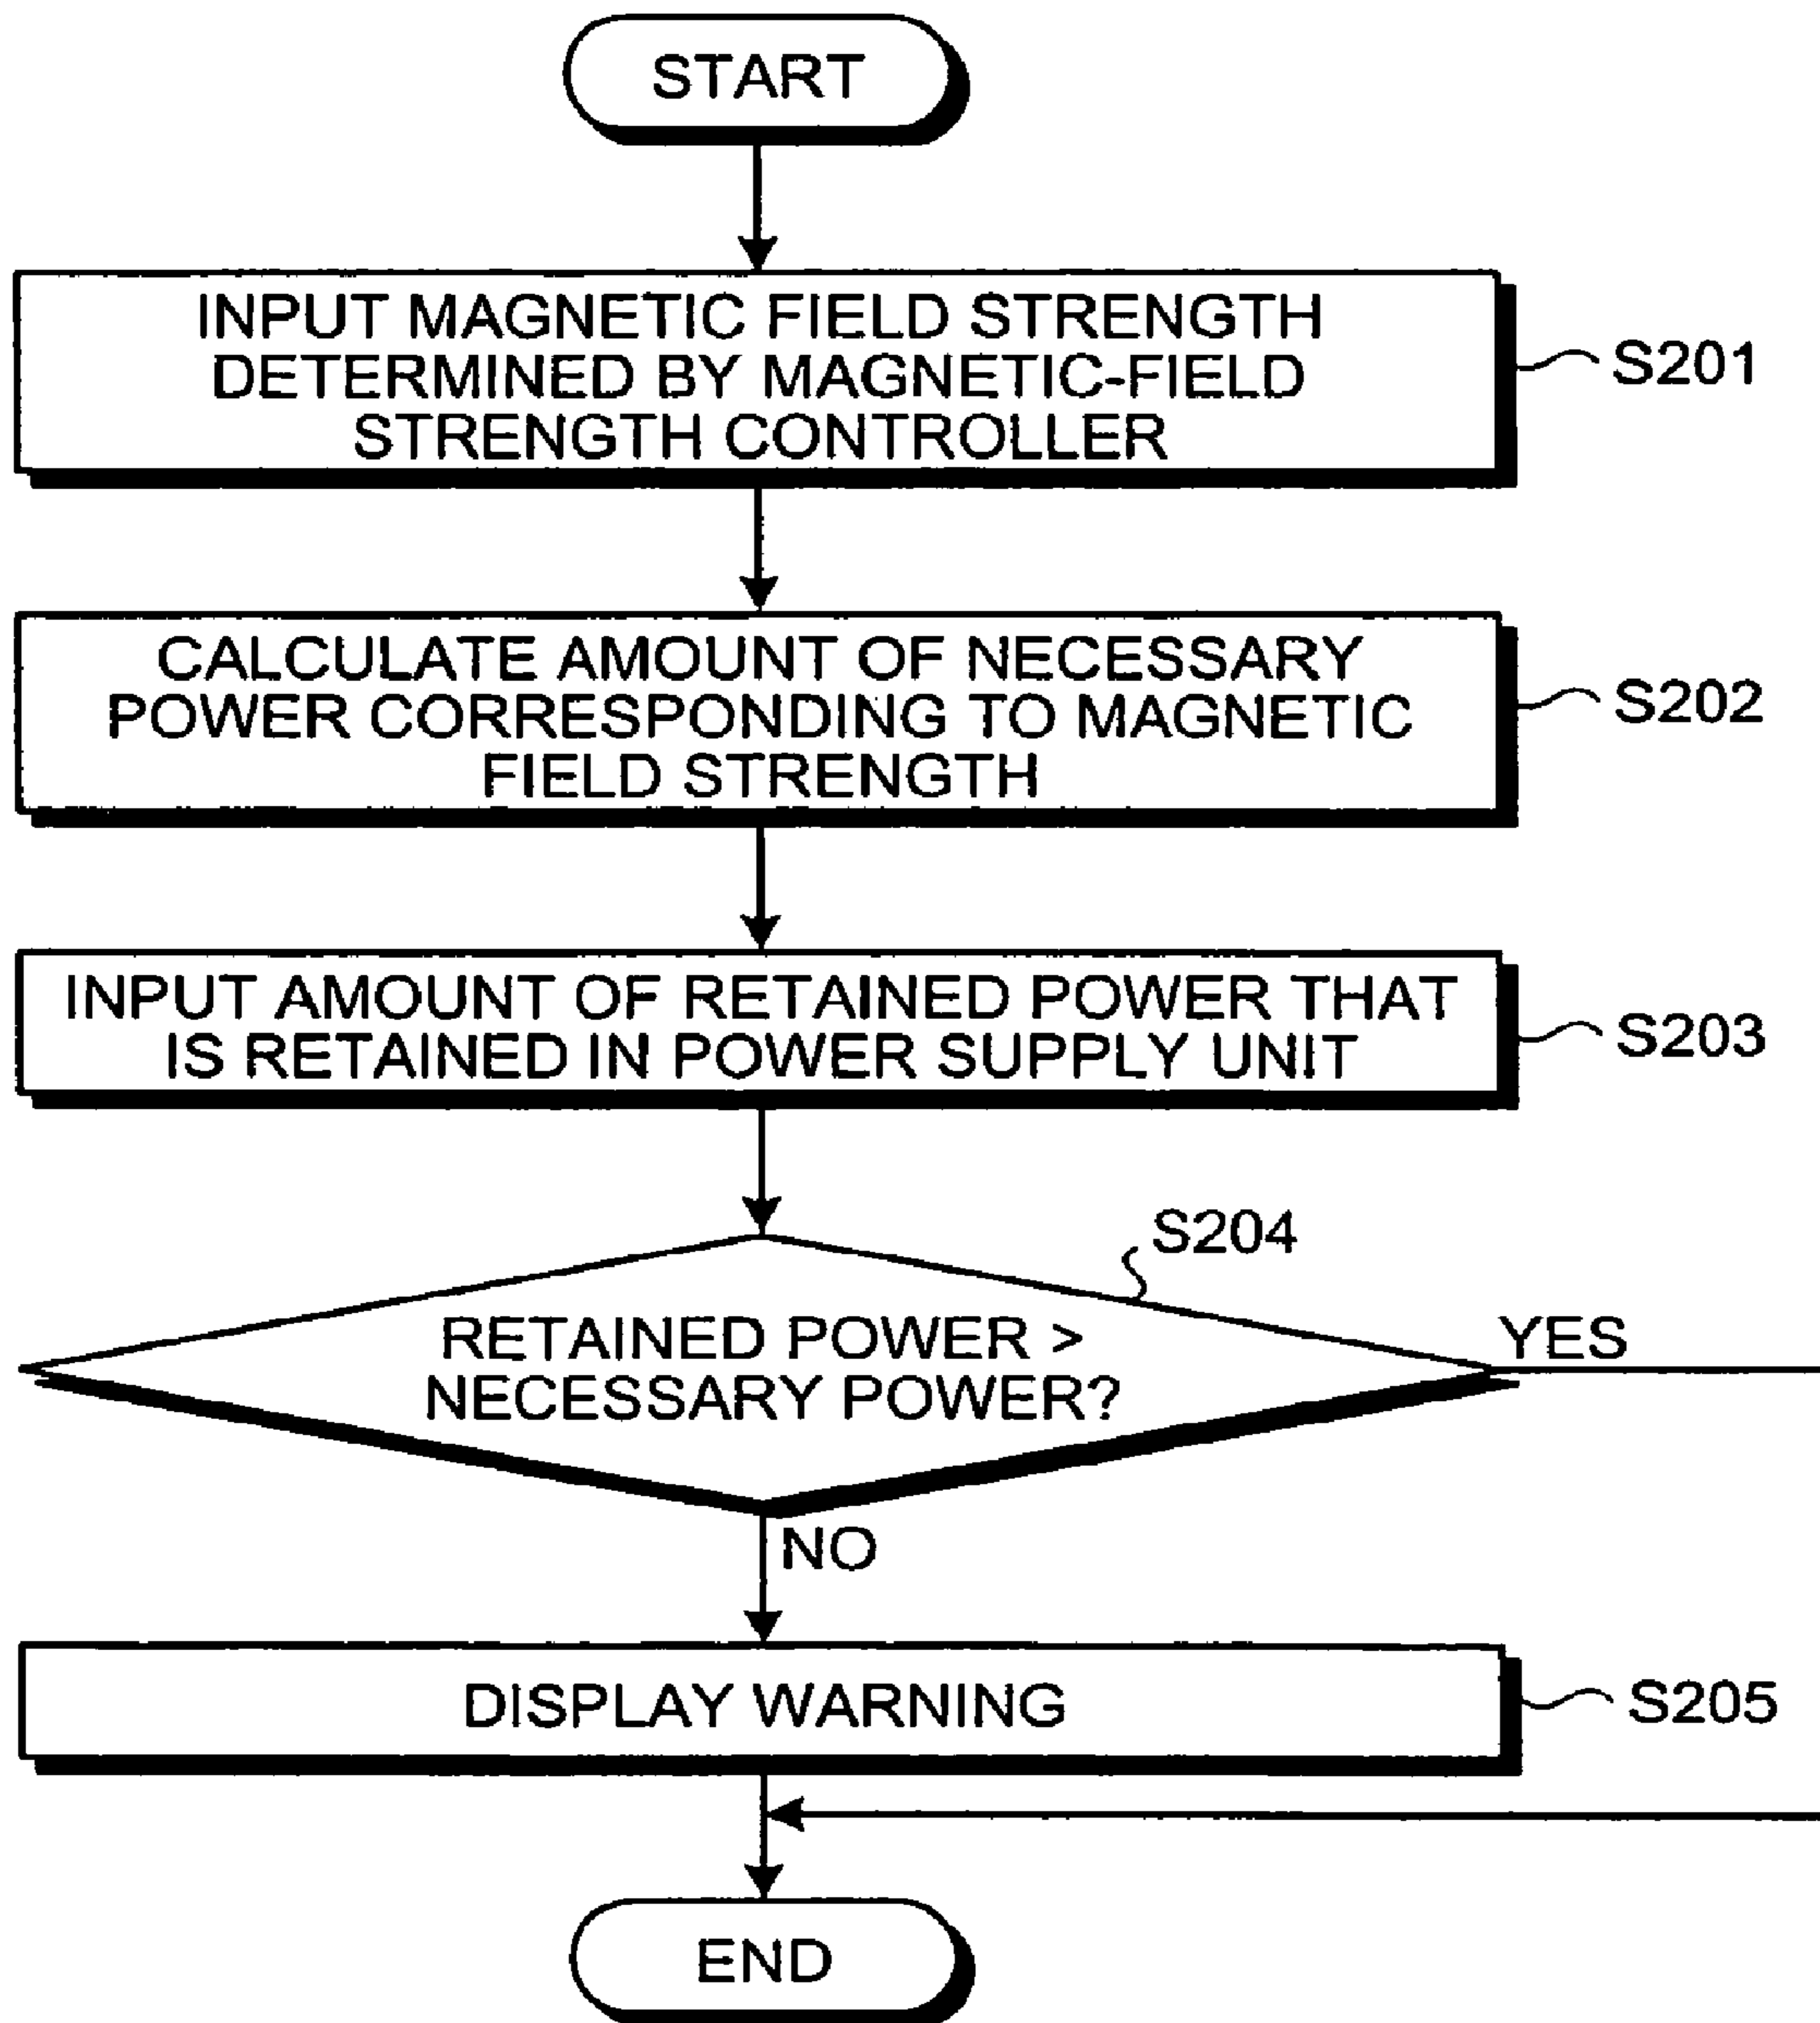 START
INPUT MAGNETIC FIELD STRENGTH
DETERMINED BY MAGNETIC-FIELD
STRENGTH CONTROLLER
S201
CALCULATE AMOUNT OF NECESSARY
POWER CORRESPONDING TO MAGNETIC
FIELD STRENGTH
S202
INPUT AMOUNT OF RETAINED POWER THAT
IS RETAINED IN POWER SUPPLY UNIT
S203
S204
RETAINED POWER >
NECESSARY POWER?
YES
NO
DISPLAY WARNING
S205
END